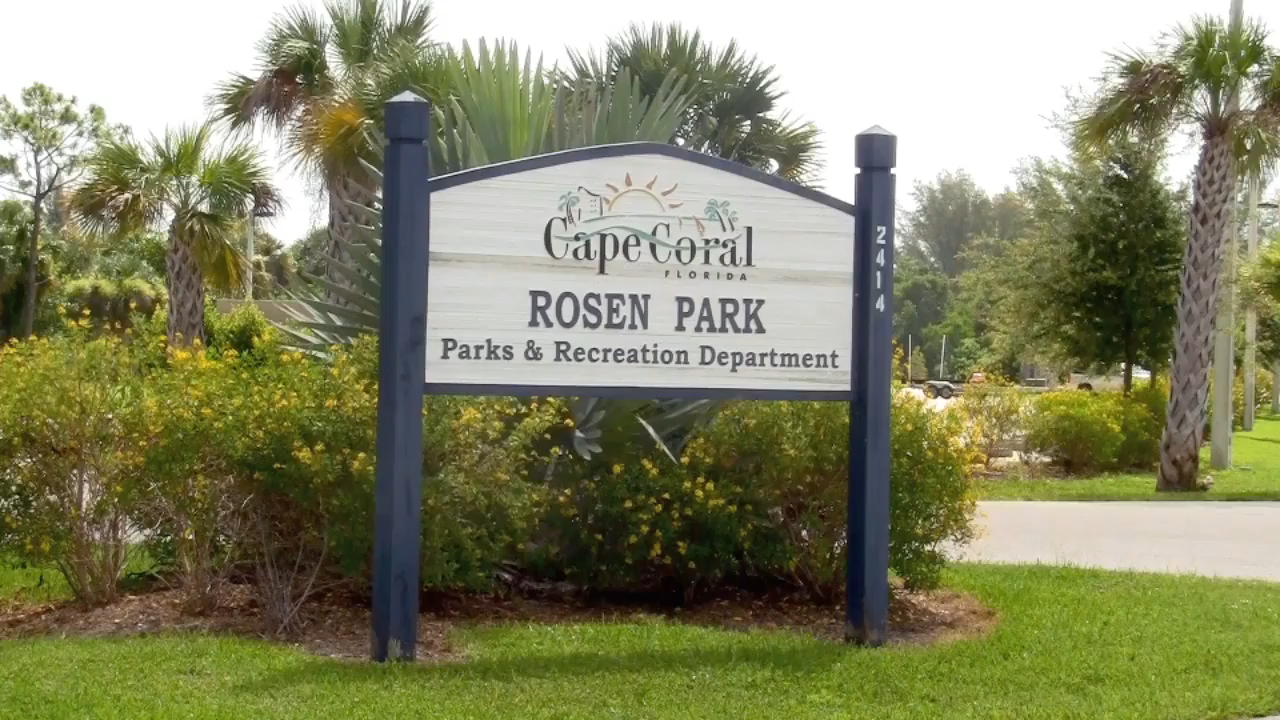 Cape Coral
FLORIDA
ROSEN PARK
Parks & Recreation Department
2414